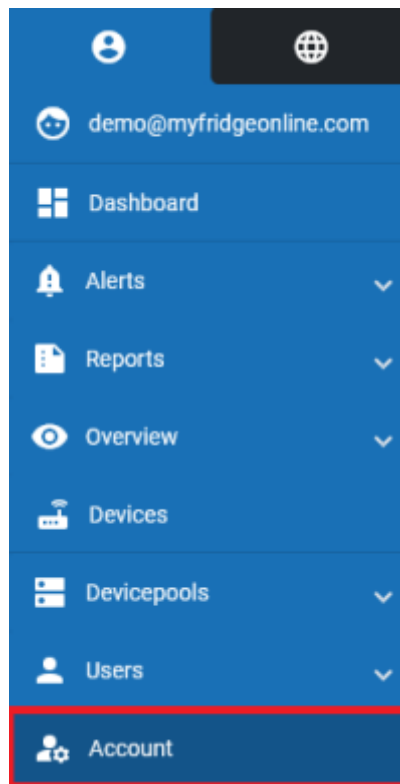 demo@myfridgeonline.com
Dashboard
Alerts
Reports
Overview
Devices
Devicepools
Users
Account